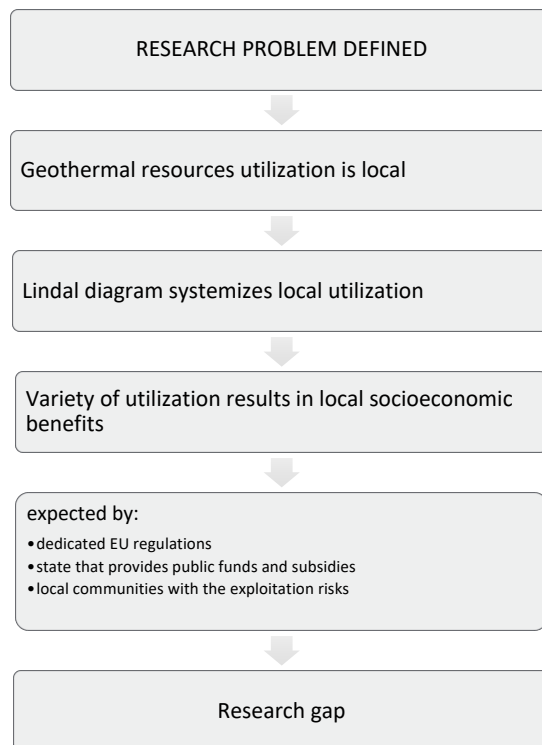 RESEARCH PROBLEM DEFINED
Geothermal resources utilization is local
Lindal diagram systemizes local utilization
Variety of utilization results in local socioeconomic
benefits
expected by:
•dedicated EU regulations
•state that provides public funds and subsidies
•local communities with the exploitation risks
Research gap